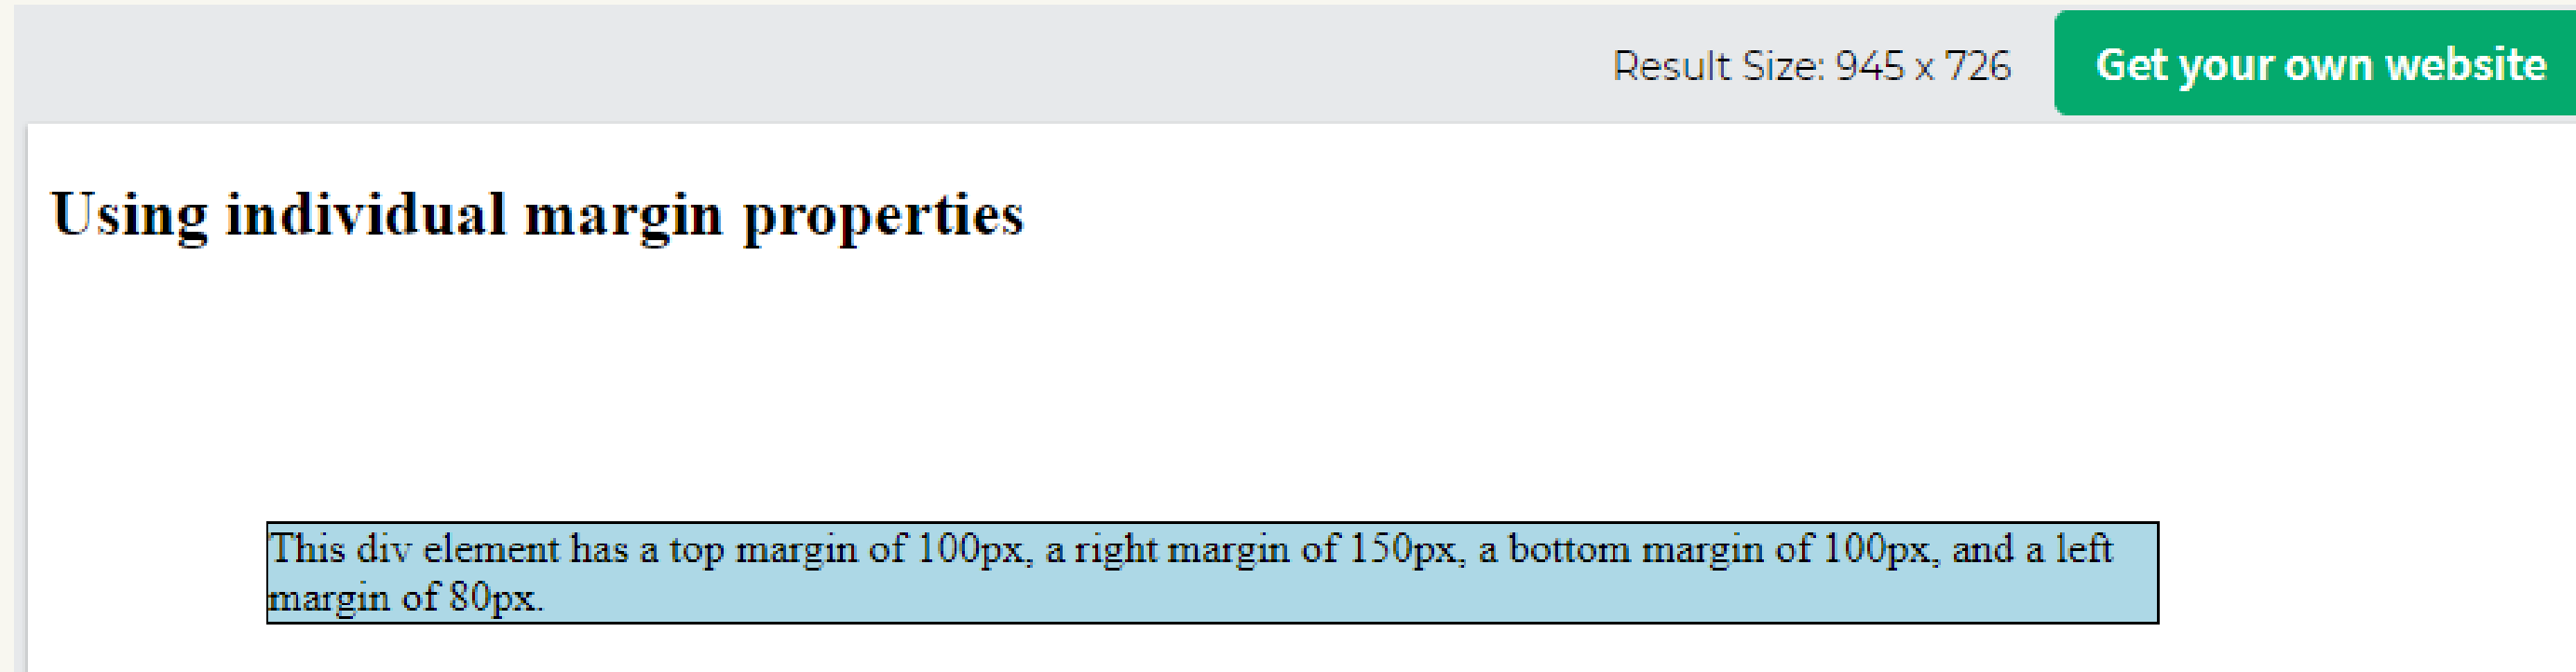 Result Size: 945 x 726
Get your own website
Using individual margin properties
This div element has a top margin of 100px, a right margin of 150px, a bottom margin of 100px, and a left
margin of 80px.